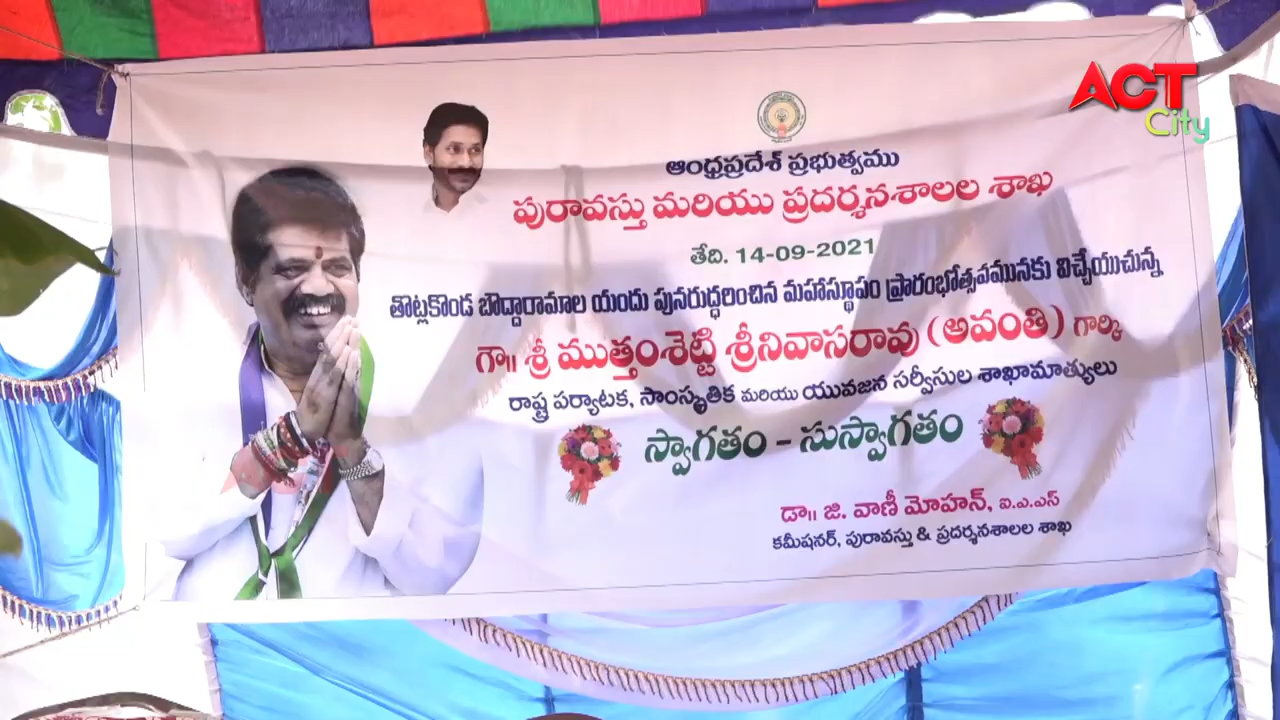 ACT
City
ఆంధ్రప్రదేశ్ ప్రభుత్వము
పురావస్తు మరియు ప్రదర్శనశాలల శాఖ
తేది. 14-09-2021
తొట్లకొండ బౌద్దారామాల యందు పునరుద్ధరించిన మహాస్థూపం ప్రారంభోత్సవమునకు విచ్చేయుచున్న
గౌ॥ శ్రీ ముత్తంశెట్టి శ్రీనివాసరావు (అవంతి) గార్కి
రాష్ట్ర పర్యాటక, సాంస్కృతిక మరియు యువజన సర్వీసుల శాఖామాత్యులు
స్వాగతం - సుస్వాగతం
డా॥ జి. వాణీ మోహన్, ఐ.ఎ.ఎస్
కమీషనర్, పురావస్తు & ప్రదర్శనశాలల శాఖ